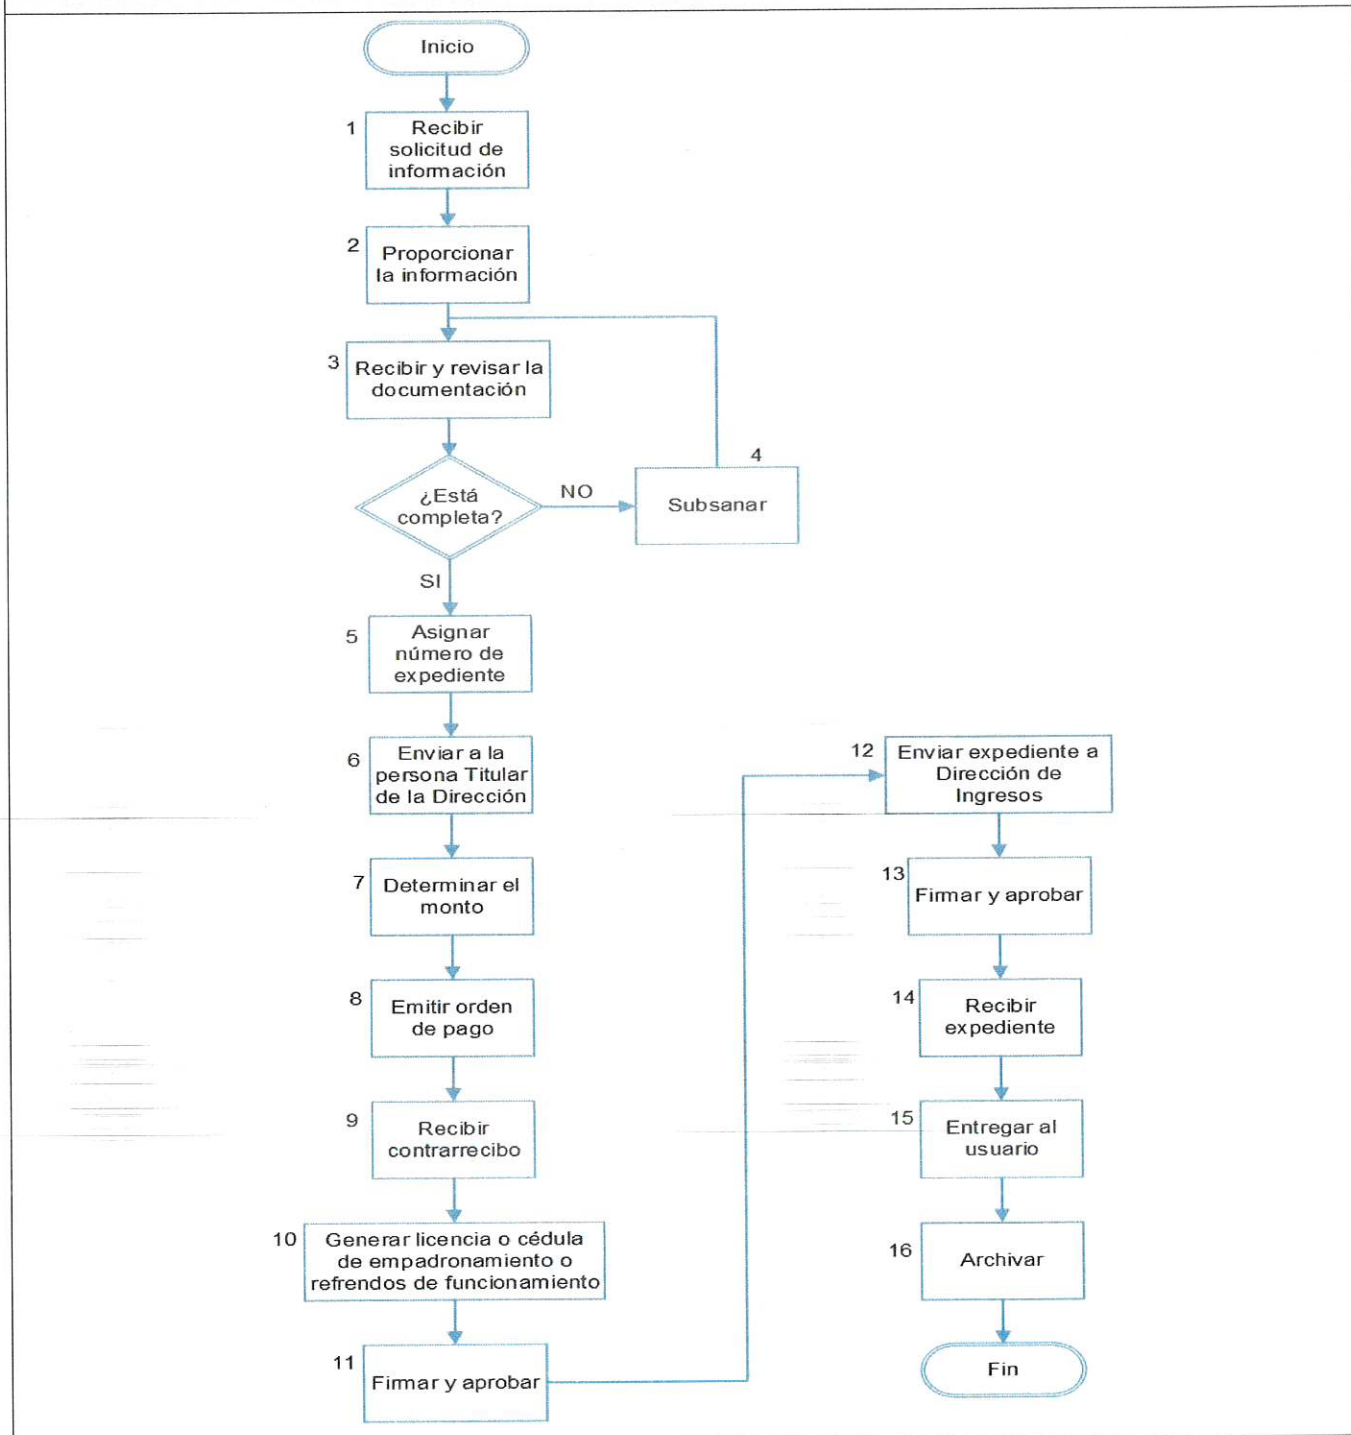 Inicio
1
Recibir
solicitud de
información
2
Proporcionar
la información
3
Recibir y revisar la
documentación
¿Está
completa?
NO
4
Subsanar
SI
5
Asignar
número de
expediente
6
Enviar a la
persona Titular
de la Dirección
7
Determinar el
monto
8
Emitir orden
de pago
9
Recibir
contrarrecibo
10
Generar licencia o cédula
de empadronamiento o
refrendos de funcionamiento
11
Firmar y aprobar
12
Enviar expediente a
Dirección de
Ingresos
13
Firmar y aprobar
14
Recibir
expediente
15
Entregar al
usuario
16
Archivar
Fin